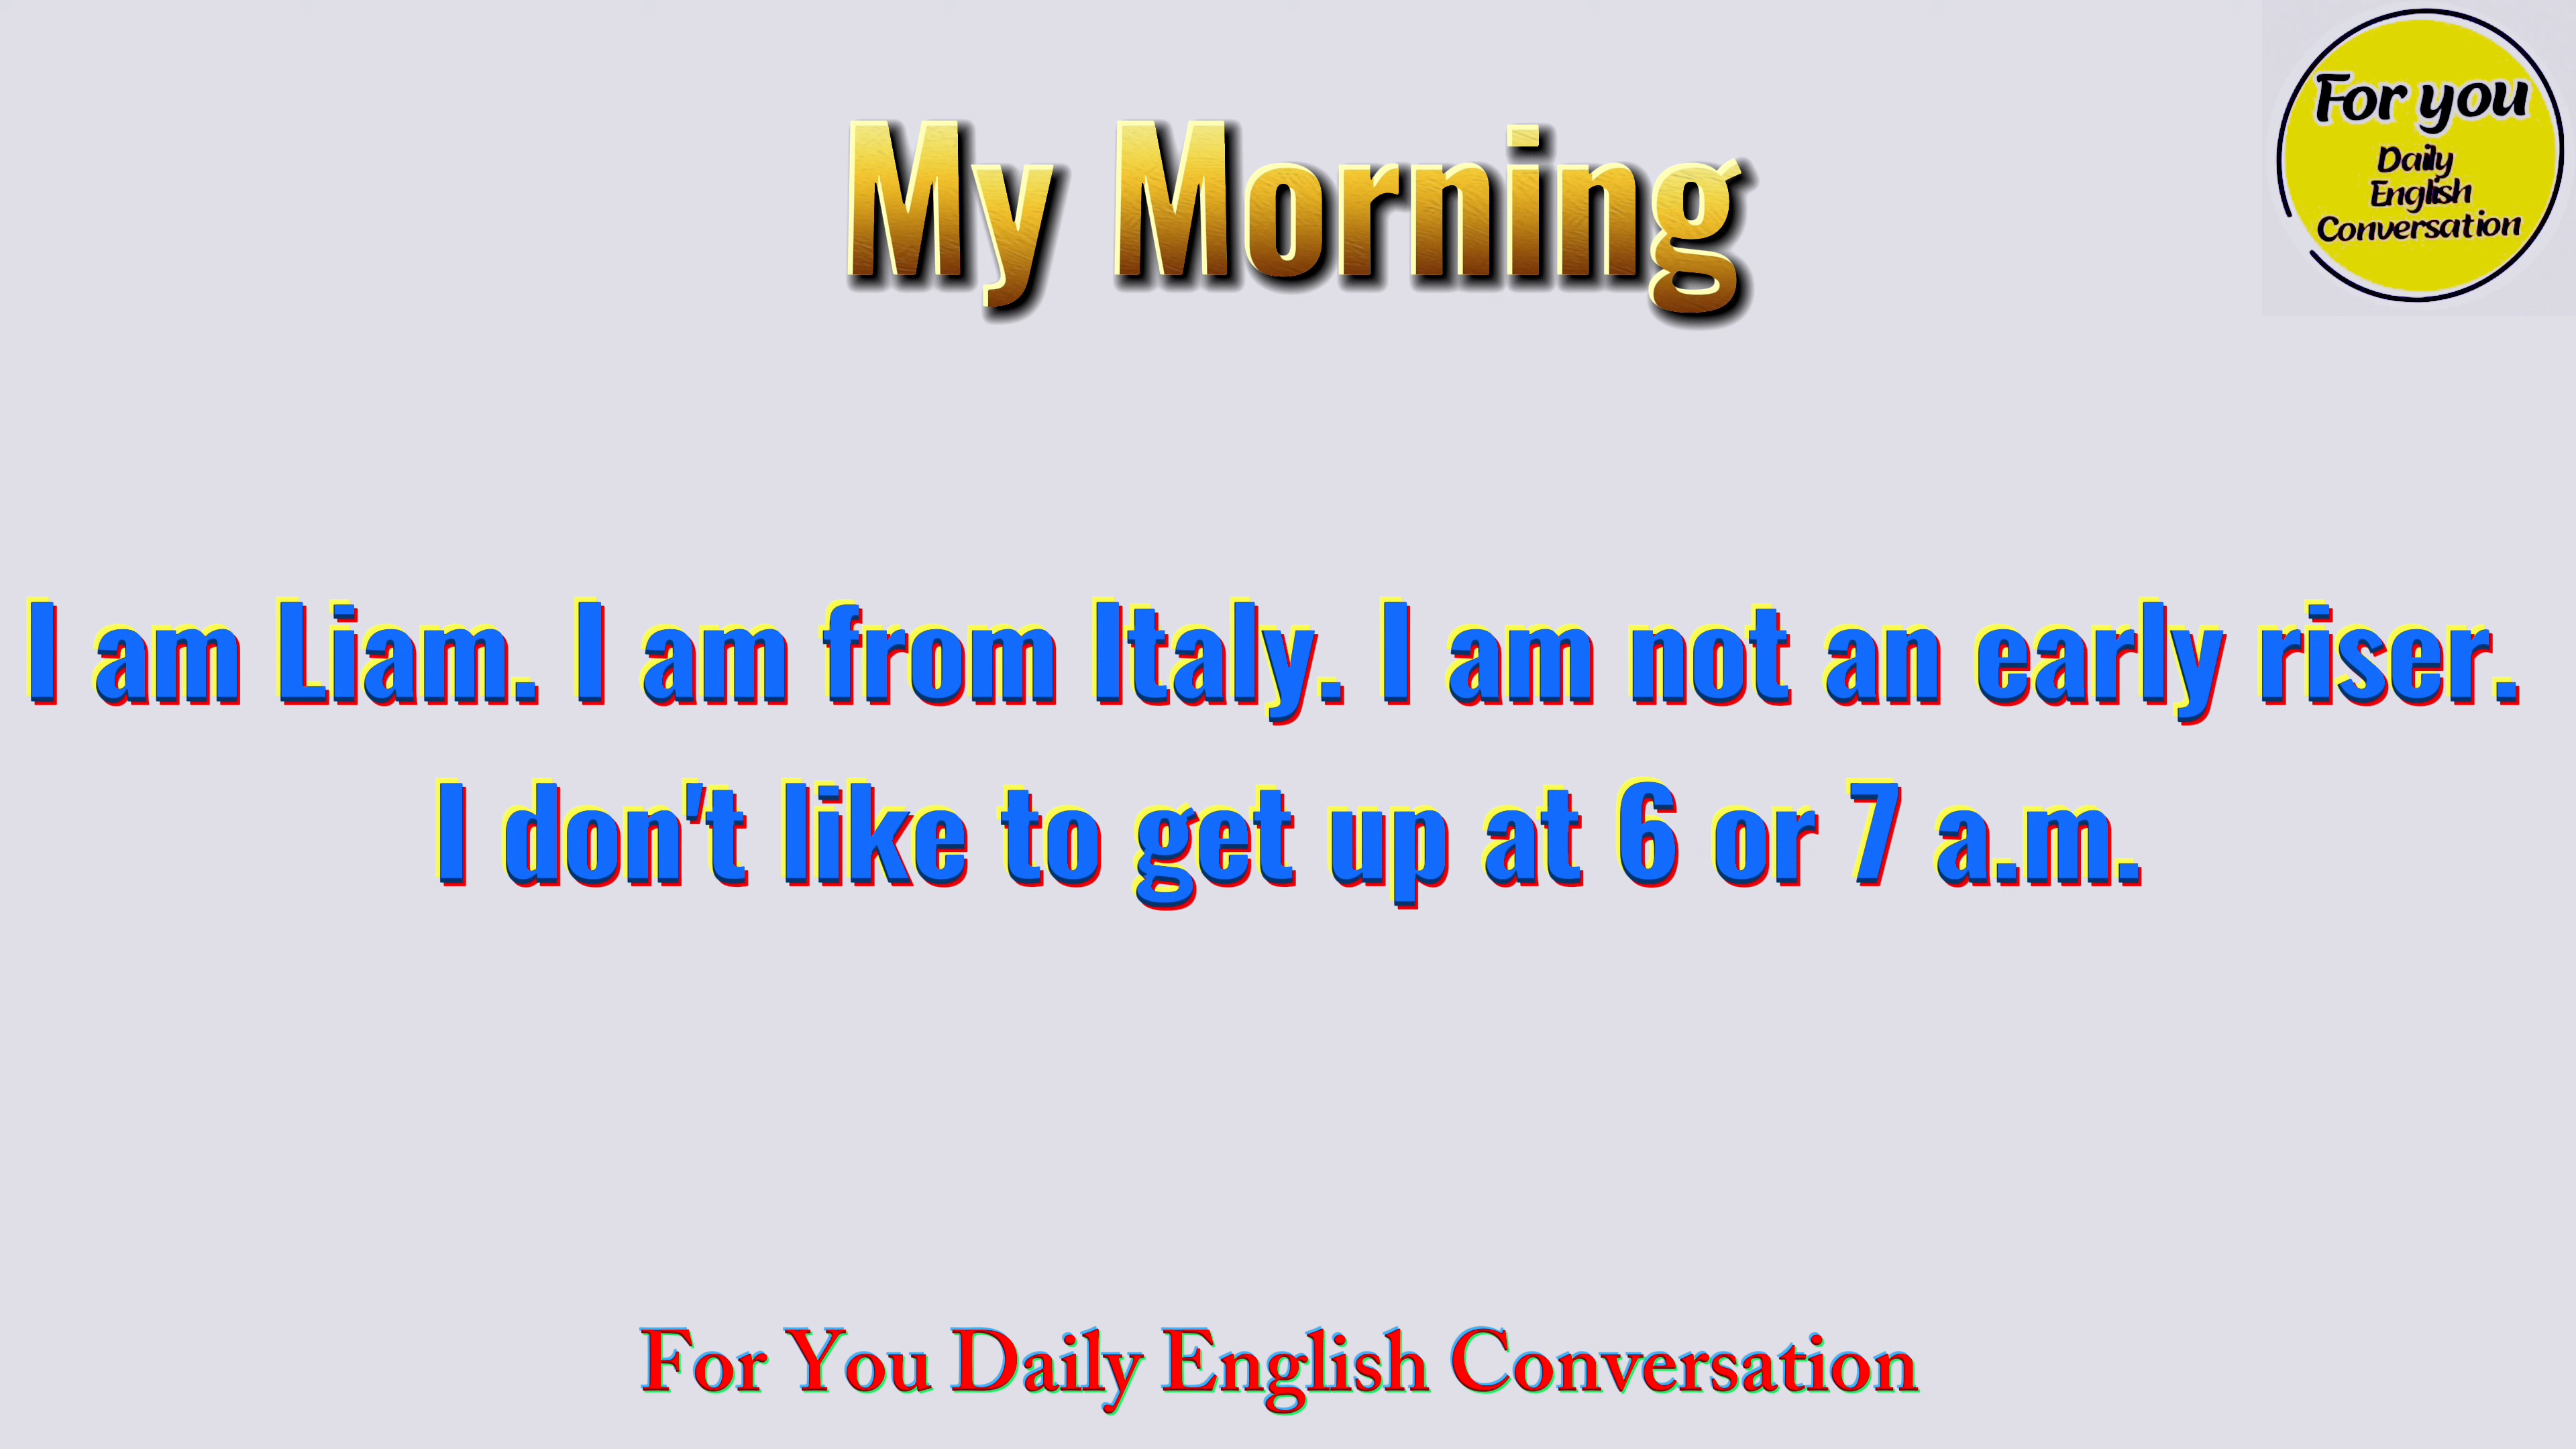 My Morning
For you
Daily
English
Conversation
I am Liam. I am from Italy. I am not an early riser.
I don't like to get up at 6 or 7 a.m.
For You Daily English Conversation